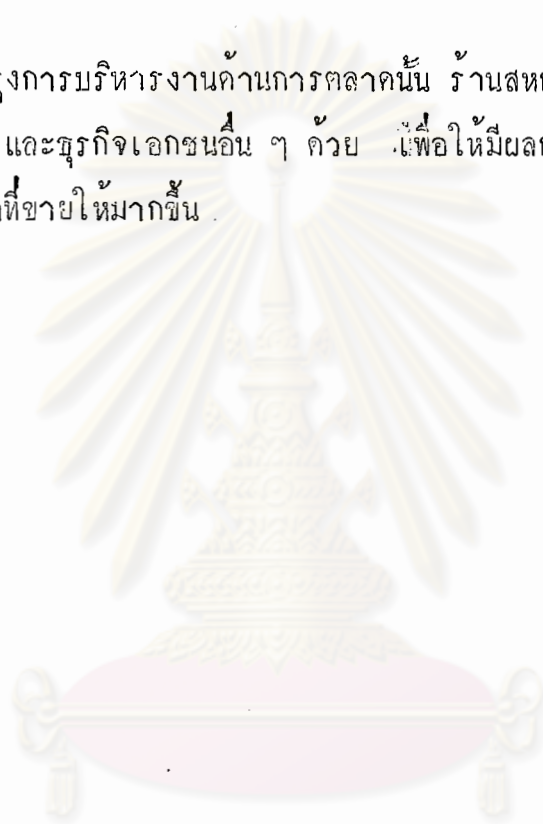 งการบริหารงานด้านการตลาดนั้น ร้านสห
และธุรกิจเอกชนอื่น ๆ ด้วย เพื่อให้มีผล
ที่ขายให้มากขึ้น